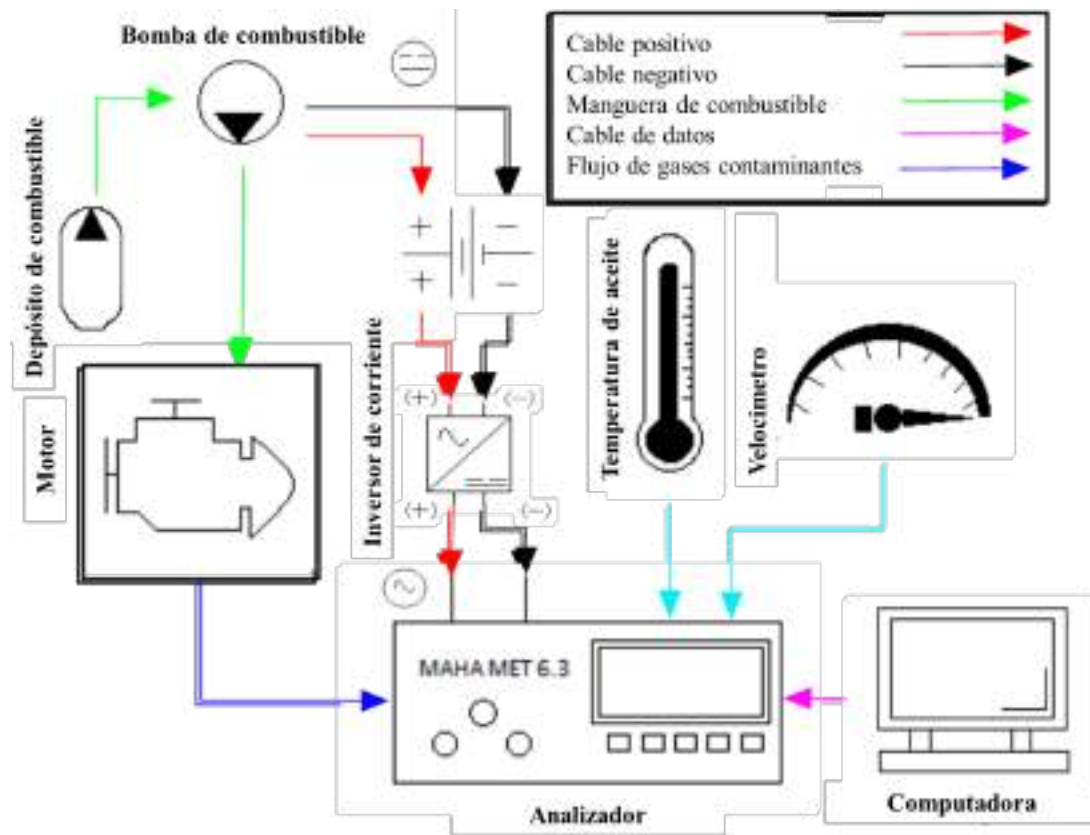 Bomba de combustible
Cable positivo
Cable negativo
Manguera de combustible
Cable de datos
Flujo de gases contaminantes
Depósito de combustible
+ −
+ −
Temperatura de aceite
Velocimetro
Motor
Inversor de corriente
(+) (−)
(+) (−)
MAHA MET 6.3
Analizador
Computadora